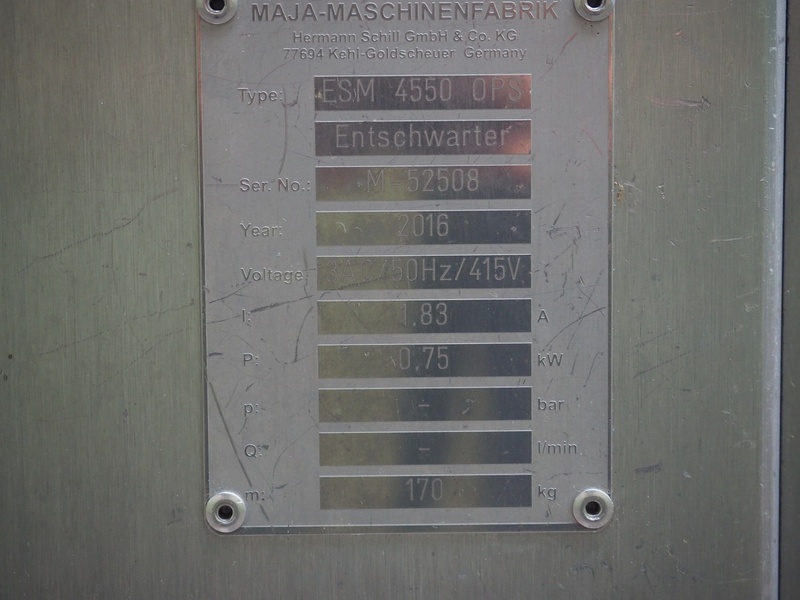 MAJA-MASCHINENFABRIK
Hermann Schill GmbH & Co. KG
77694 Kehl-Goldscheuer Germany
Type: ESM 4550 OPS
Entschwarter
Ser. No.: M-52508
Year: 2016
Voltage: /50Hz/415V
I: 1.83 A
P: 0.75 kW
p: - bar
Q: - l/min
m: 170 kg